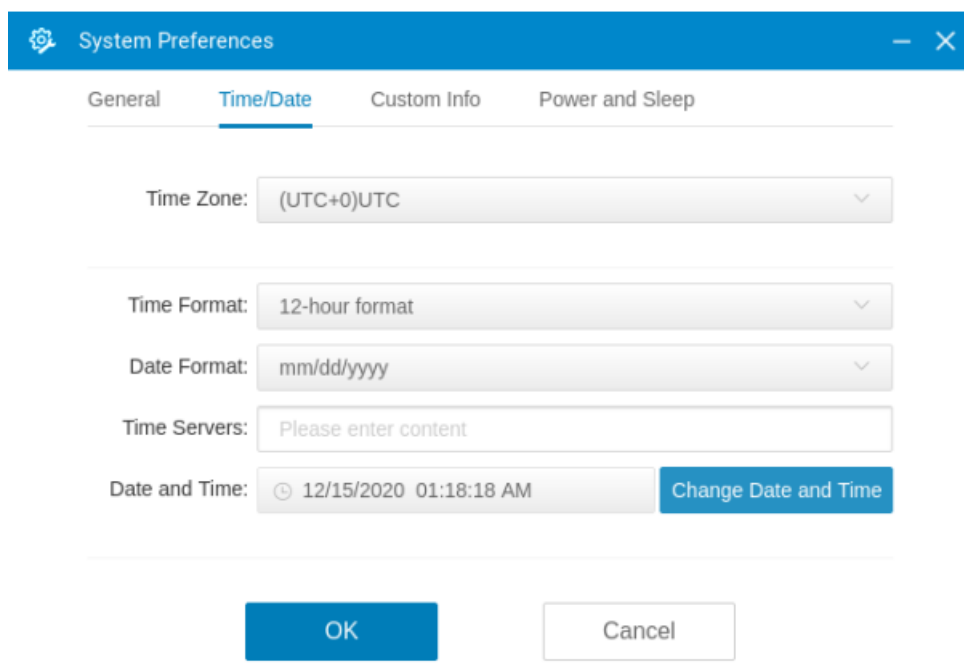 System Preferences
General Time/Date Custom Info Power and Sleep
Time Zone: (UTC+0)UTC
Time Format: 12-hour format
Date Format: mm/dd/yyyy
Time Servers: Please enter content
Date and Time: 12/15/2020 01:18:18 AM Change Date and Time
OK Cancel